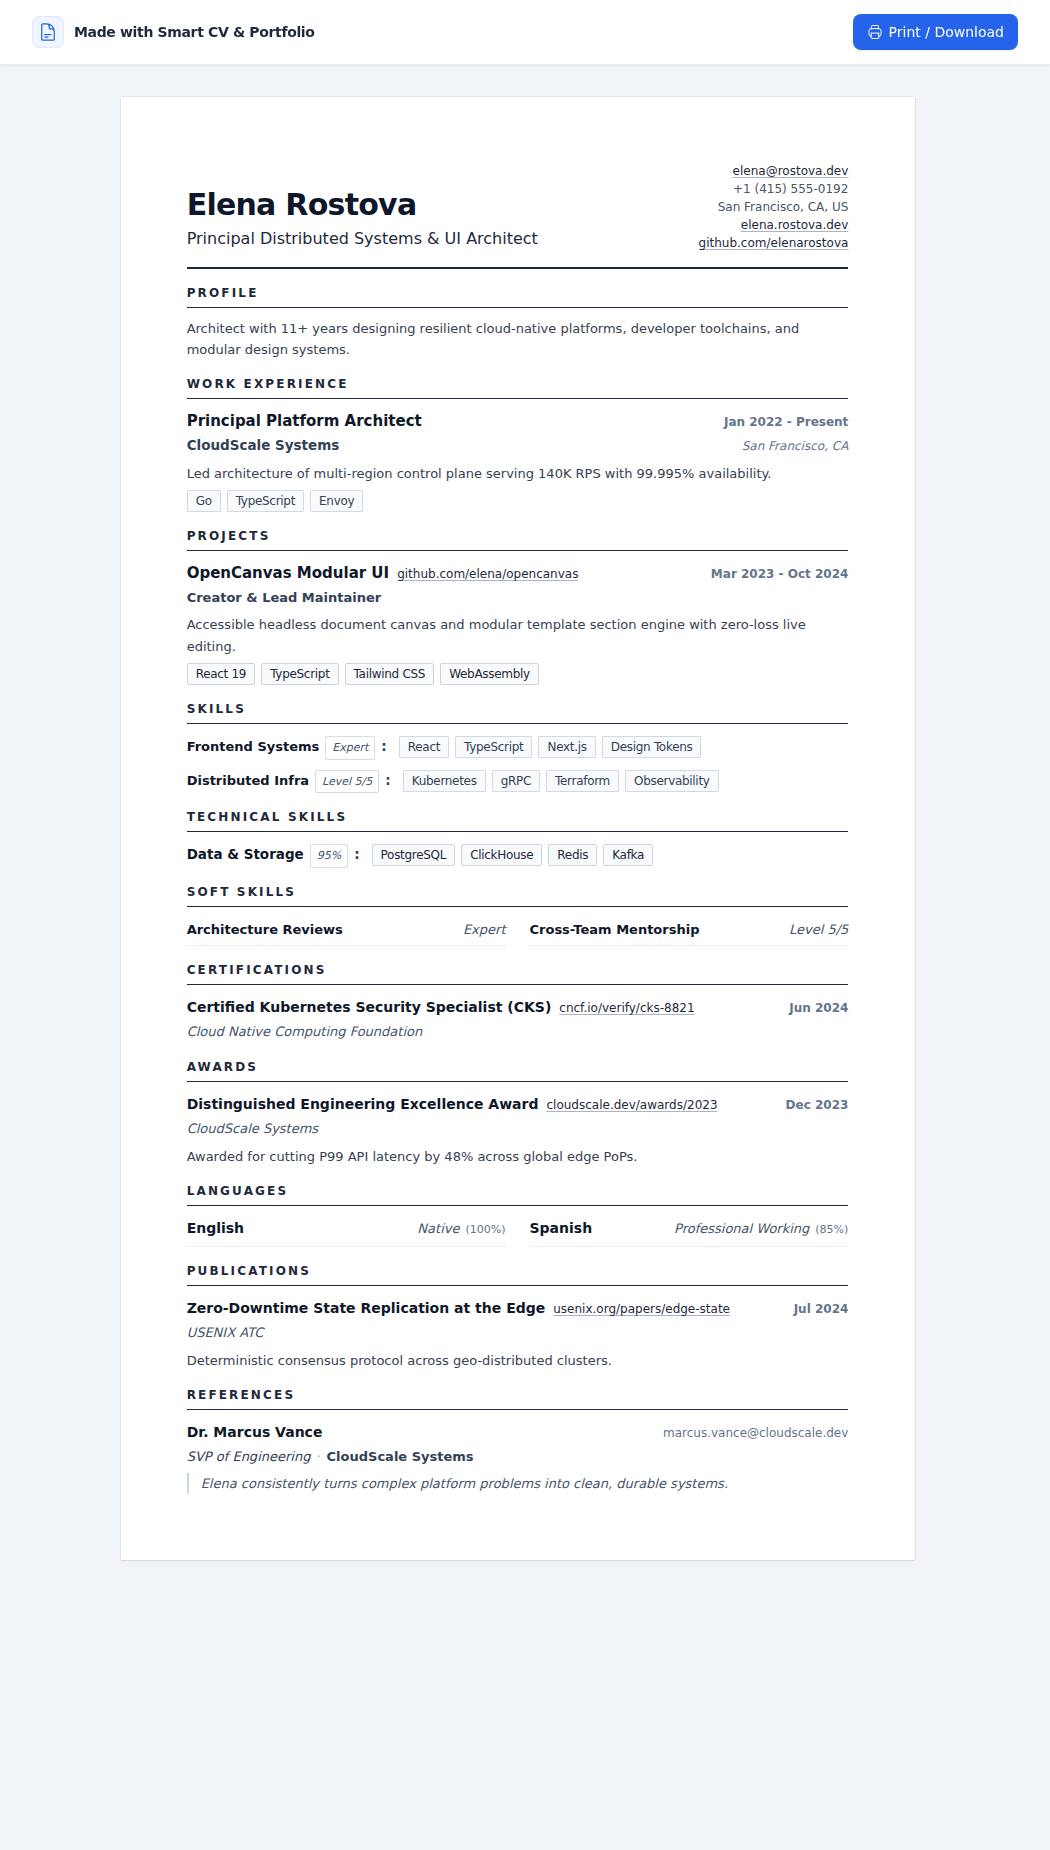 Made with Smart CV & Portfolio
Print / Download
Elena Rostova
Principal Distributed Systems & UI Architect
elena@rostova.dev
+1 (415) 555-0192
San Francisco, CA, US
elena.rostova.dev
github.com/elenarostova
PROFILE
Architect with 11+ years designing resilient cloud-native platforms, developer toolchains, and
modular design systems.
WORK EXPERIENCE
Principal Platform Architect Jan 2022 - Present
CloudScale Systems San Francisco, CA
Led architecture of multi-region control plane serving 140K RPS with 99.995% availability.
Go TypeScript Envoy
PROJECTS
OpenCanvas Modular UI github.com/elena/opencanvas Mar 2023 - Oct 2024
Creator & Lead Maintainer
Accessible headless document canvas and modular template section engine with zero-loss live
editing.
React 19 TypeScript Tailwind CSS WebAssembly
SKILLS
Frontend Systems Expert : React TypeScript Next.js Design Tokens
Distributed Infra Level 5/5 : Kubernetes gRPC Terraform Observability
TECHNICAL SKILLS
Data & Storage 95% : PostgreSQL ClickHouse Redis Kafka
SOFT SKILLS
Architecture Reviews Expert Cross-Team Mentorship Level 5/5
CERTIFICATIONS
Certified Kubernetes Security Specialist (CKS) cncf.io/verify/cks-8821 Jun 2024
Cloud Native Computing Foundation
AWARDS
Distinguished Engineering Excellence Award cloudscale.dev/awards/2023 Dec 2023
CloudScale Systems
Awarded for cutting P99 API latency by 48% across global edge PoPs.
LANGUAGES
English Native (100%) Spanish Professional Working (85%)
PUBLICATIONS
Zero-Downtime State Replication at the Edge usenix.org/papers/edge-state Jul 2024
USENIX ATC
Deterministic consensus protocol across geo-distributed clusters.
REFERENCES
Dr. Marcus Vance marcus.vance@cloudscale.dev
SVP of Engineering · CloudScale Systems
Elena consistently turns complex platform problems into clean, durable systems.